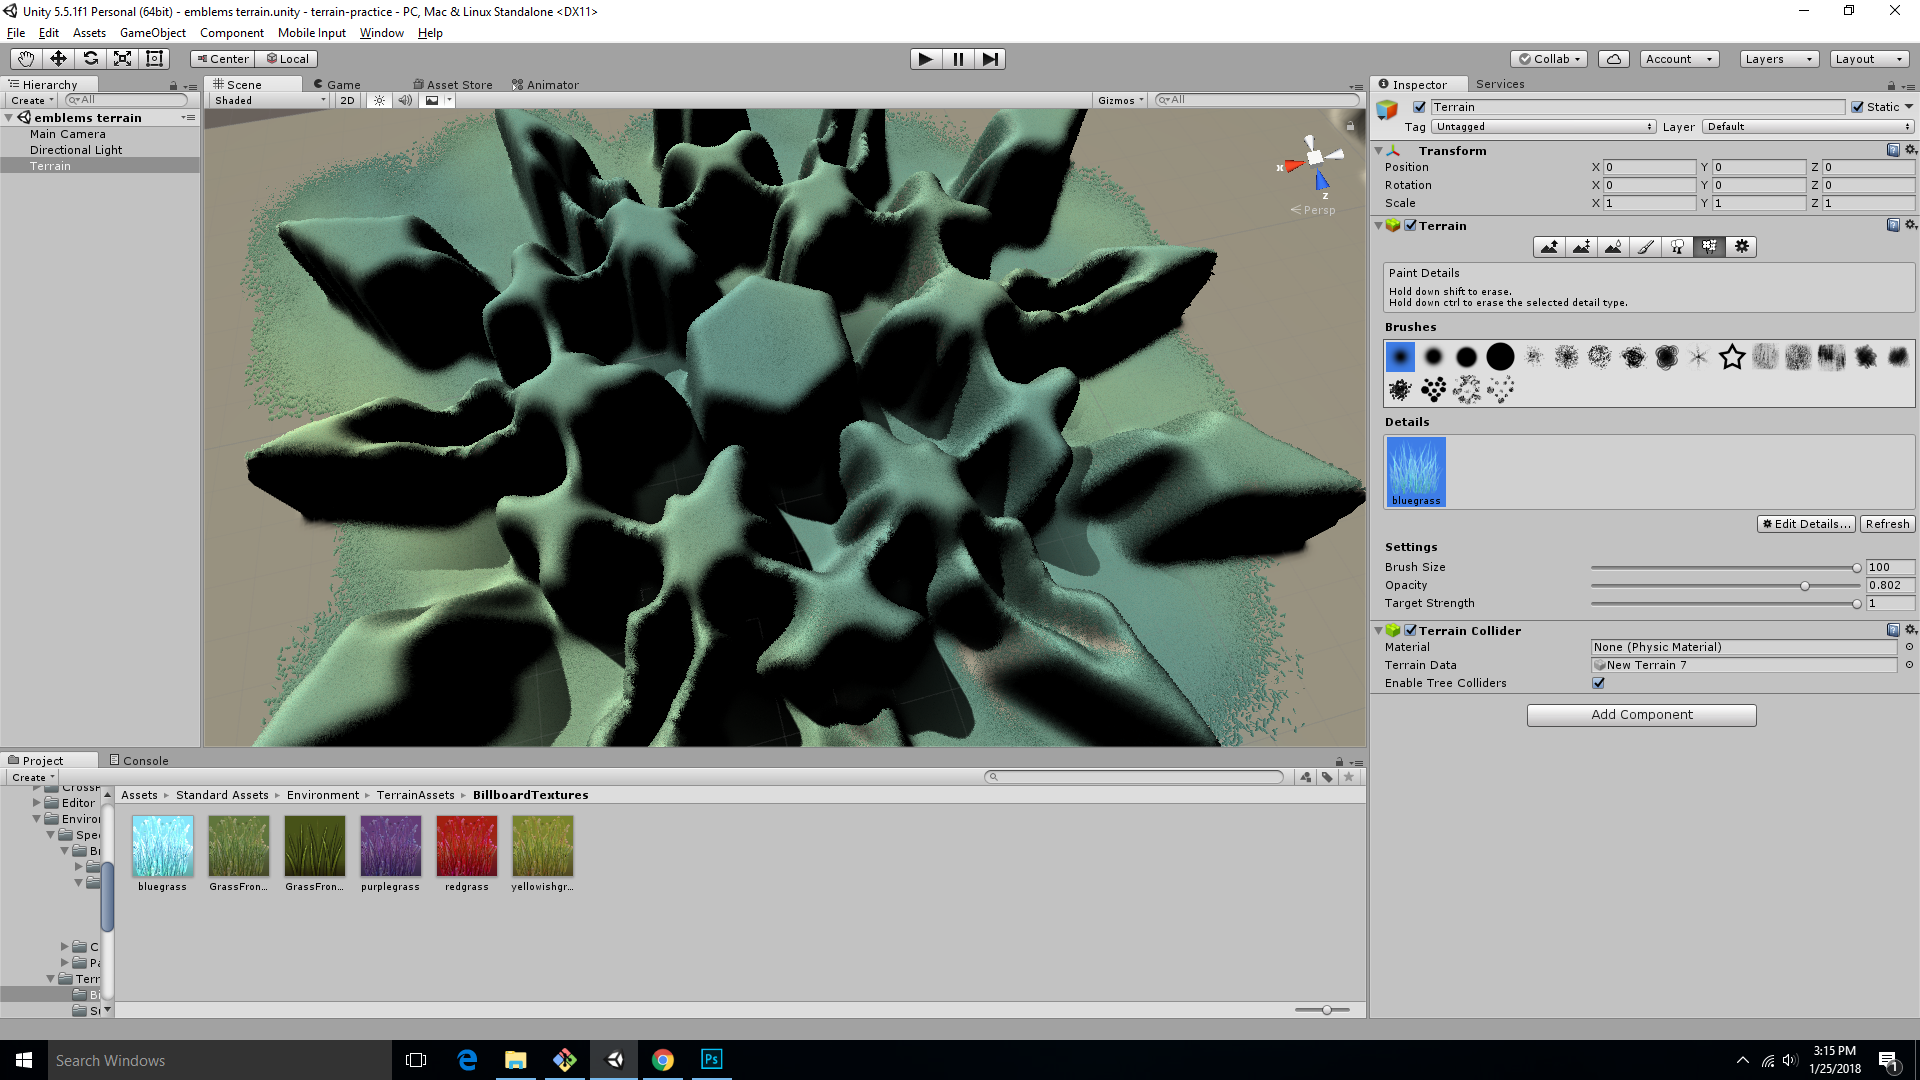 Unity 5.5.1f1 Personal (64bit) - emblems terrain.unity - terrain-practice - PC, Mac & Linux Standalone <DX11>
File Edit Assets GameObject Component Mobile Input Window Help
Center Local
Collab Account Layers Layout
Hierarchy
Create All
emblems terrain
Main Camera
Directional Light
Terrain
Scene Game Asset Store Animator
Shaded 2D Gizmos All
x
z
Persp
Inspector Services
Terrain Static
Tag Untagged Layer Default
Transform
Position X 0 Y 0 Z 0
Rotation X 0 Y 0 Z 0
Scale X 1 Y 1 Z 1
Terrain
Paint Details
Hold down shift to erase.
Hold down ctrl to erase the selected detail type.
Brushes
Details
bluegrass
Edit Details... Refresh
Settings
Brush Size 100
Opacity 0.802
Target Strength 1
Terrain Collider
Material None (Physic Material)
Terrain Data New Terrain 7
Enable Tree Colliders
Add Component
Project Console
Create
Editor
Enviror
Spee
Terr
Assets Standard Assets Environment TerrainAssets BillboardTextures
bluegrass GrassFron... GrassFron... purplegrass redgrass yellowishgr...
Search Windows
Ps
3:15 PM
1/25/2018
1